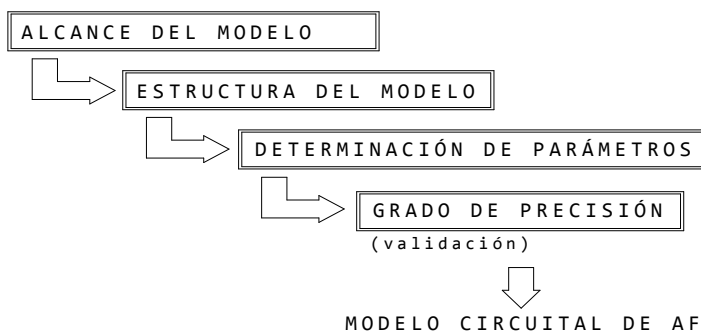 ALCANCE DEL MODELO
ESTRUCTURA DEL MODELO
DETERMINACIÓN DE PARÁMETROS
GRADO DE PRECISIÓN
(validación)
MODELO CIRCUITAL DE AF